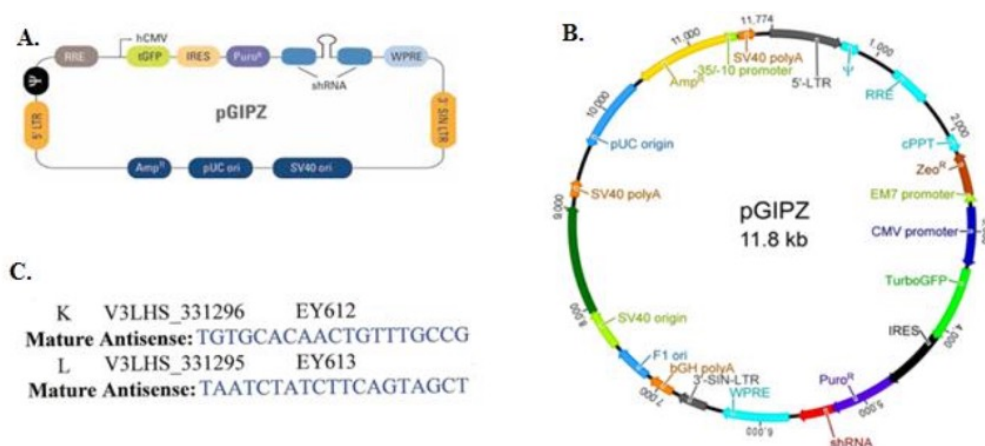 A.
hCMV
RRE
tGFP
IRES
Puroᴿ
WPRE
shRNA
Ψ
pGIPZ
5' LTR
3' SIN LTR
Ampᴿ
pUC ori
SV40 ori
B.
11,774
11,000
SV40 polyA
-35/-10 promoter
Ampᴿ
5'-LTR
Ψ
1,000
RRE
10,000
2,000
cPPT
pUC origin
Zeoᴿ
SV40 polyA
EM7 promoter
pGIPZ
11.8 kb
CMV promoter
TurboGFP
8,000
4,000
SV40 origin
IRES
F1 ori
bGH polyA
3'-SIN-LTR
WPRE
Puroᴿ
7,000
5,000
6,000
shRNA
C.
K V3LHS_331296 EY612
Mature Antisense: TGTGCACAACTGTTTGCCG
L V3LHS_331295 EY613
Mature Antisense: TAATCTATCTTCAGTAGCT